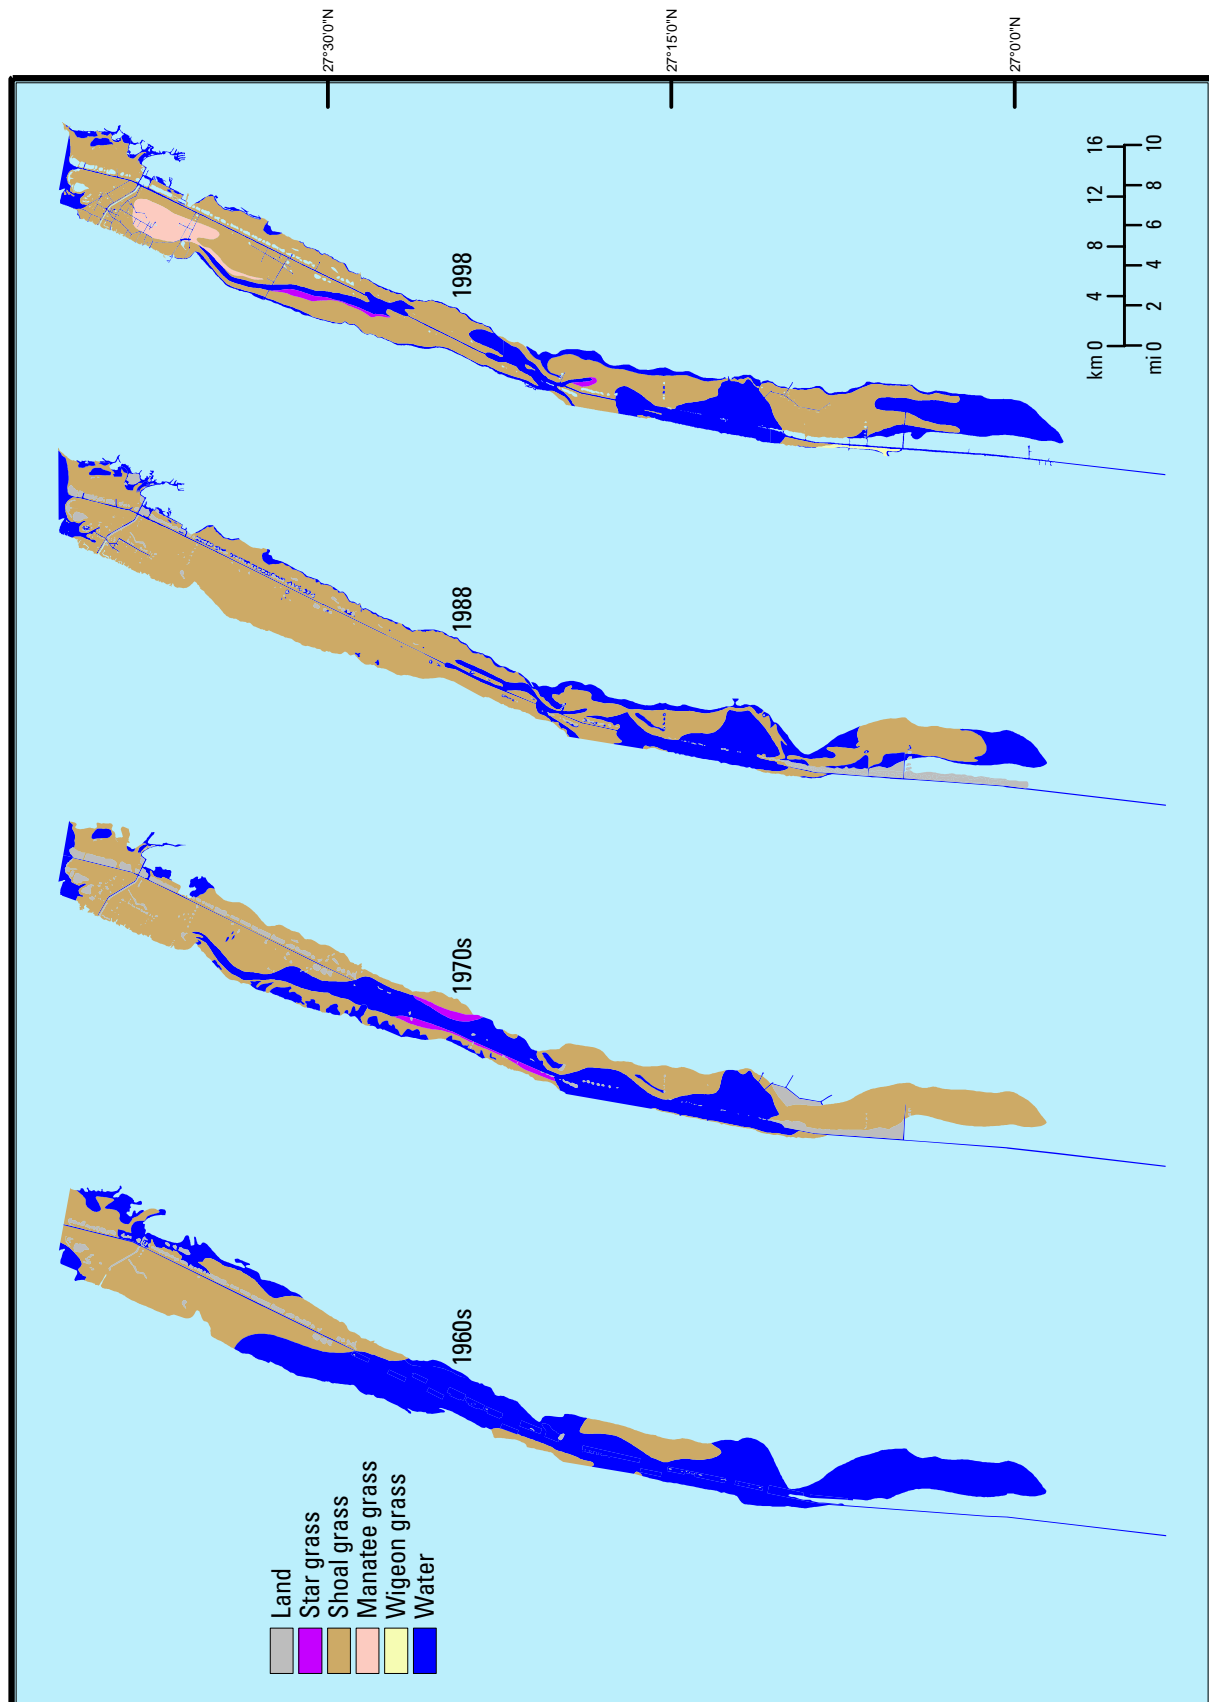 27°30'0"N
27°15'0"N
27°0'0"N
1998
1988
1970s
1960s
km 0 4 8 12 16
mi 0 2 4 6 8 10
Land
Star grass
Shoal grass
Manatee grass
Wigeon grass
Water